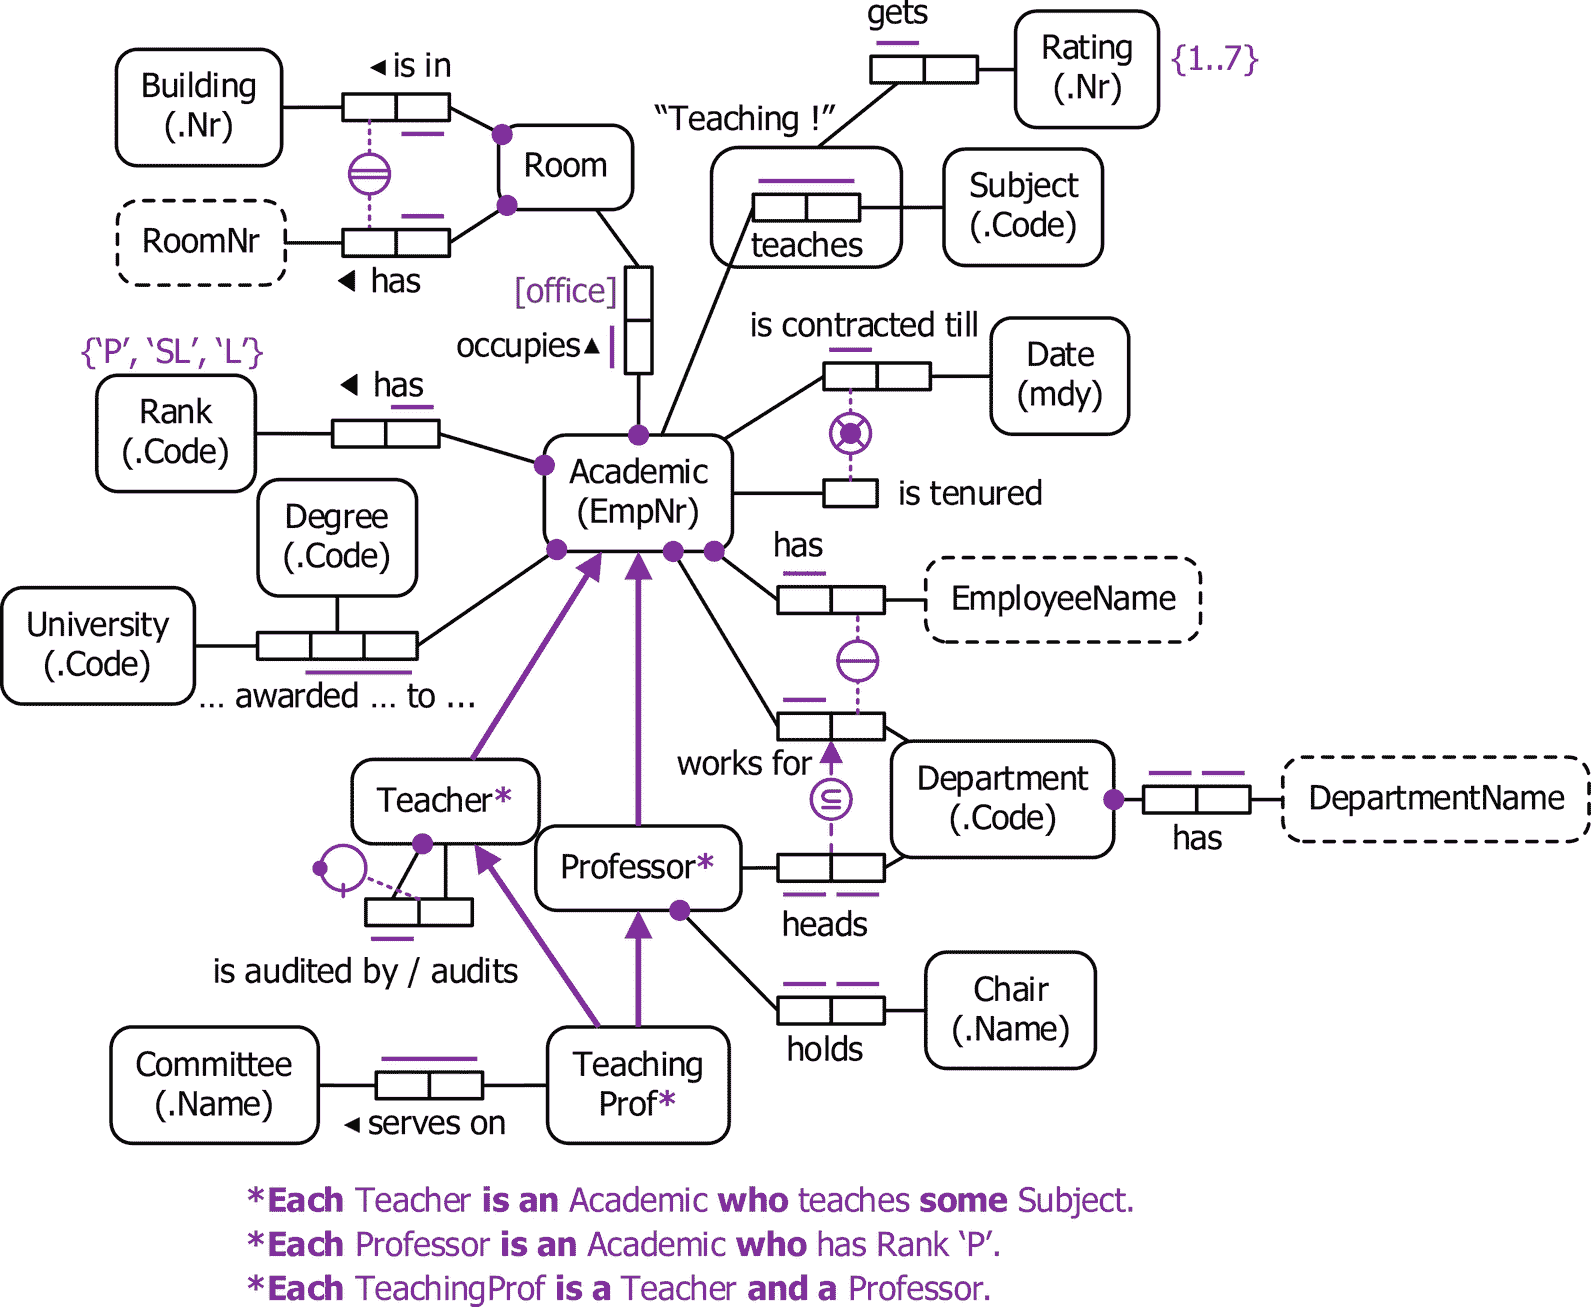 gets
Building
(.Nr)
◄ is in
Rating
(.Nr)
{1..7}
“Teaching !”
Room
Subject
(.Code)
RoomNr
teaches
◄ has
[office]
occupies▲
is contracted till
{‘P’, ‘SL’, ‘L’}
Date
(mdy)
◄ has
Rank
(.Code)
Academic
(EmpNr)
is tenured
Degree
(.Code)
has
EmployeeName
University
(.Code)
... awarded ... to ...
works for
Department
(.Code)
DepartmentName
has
Teacher*
Professor*
heads
is audited by / audits
Chair
(.Name)
holds
Committee
(.Name)
Teaching
Prof*
◄ serves on
*Each Teacher is an Academic who teaches some Subject.
*Each Professor is an Academic who has Rank ‘P’.
*Each TeachingProf is a Teacher and a Professor.